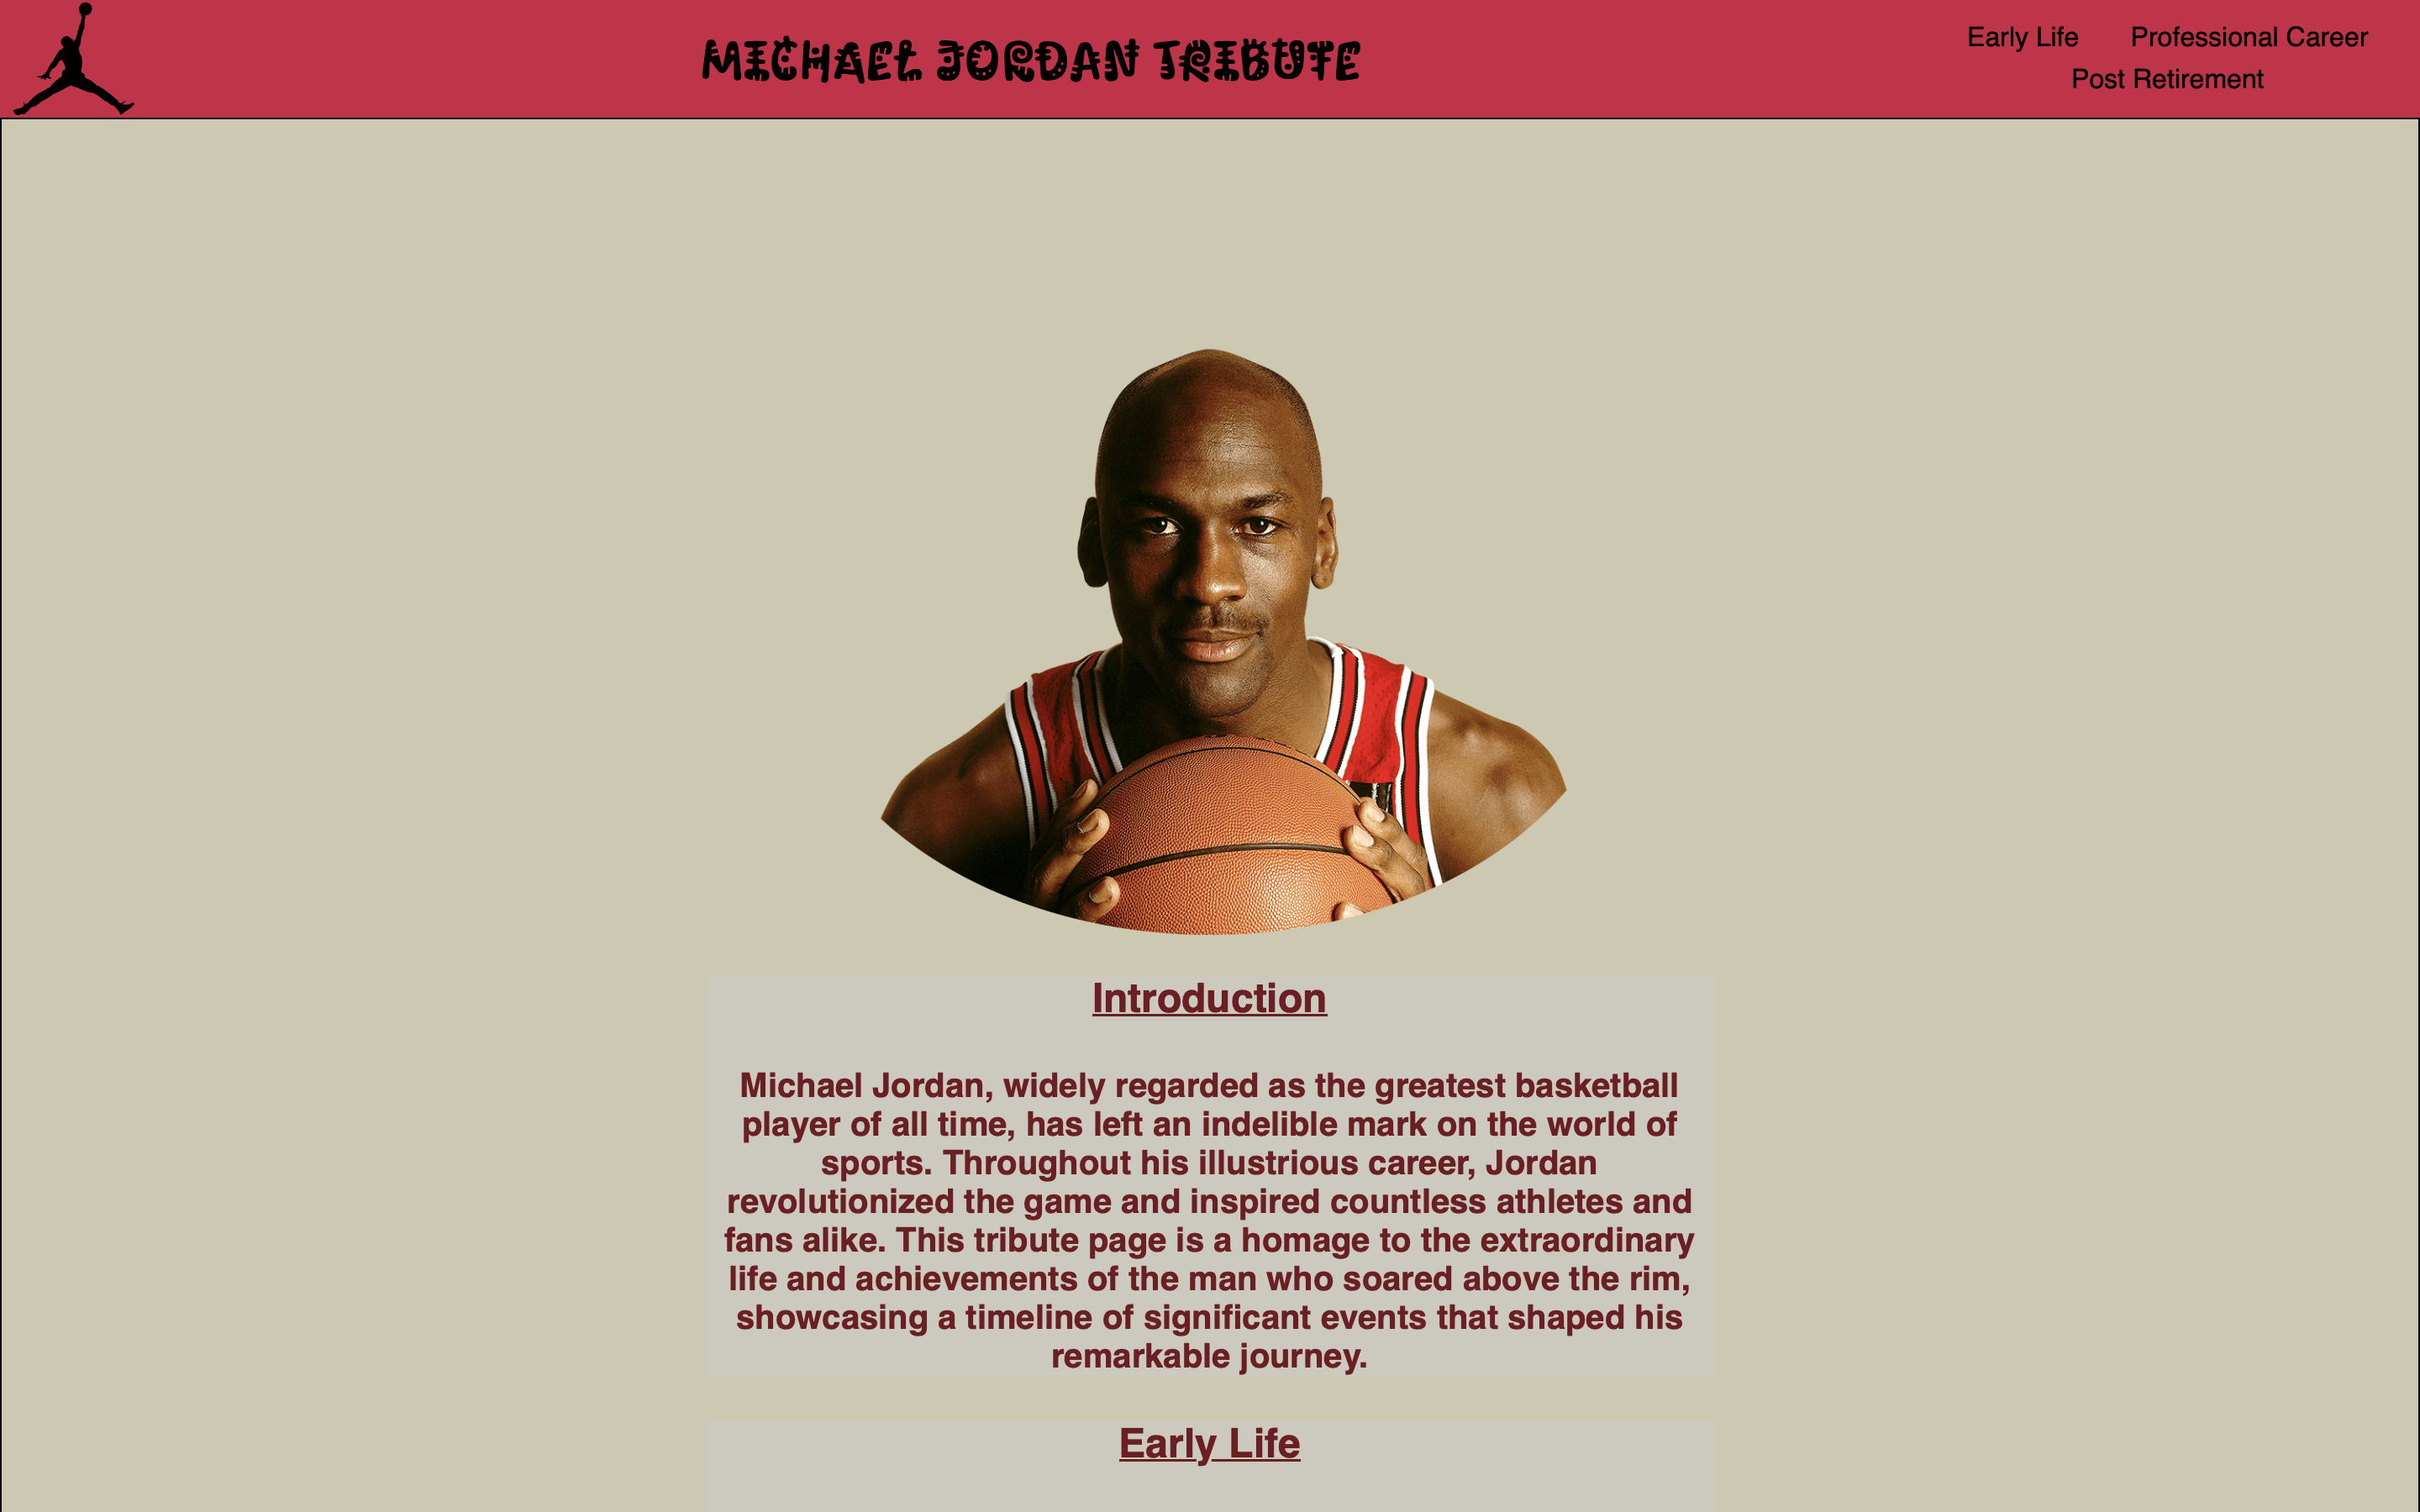 MICHAEL JORDAN TRIBUTE
Early Life
Professional Career
Post Retirement
Introduction
Michael Jordan, widely regarded as the greatest basketball
player of all time, has left an indelible mark on the world of
sports. Throughout his illustrious career, Jordan
revolutionized the game and inspired countless athletes and
fans alike. This tribute page is a homage to the extraordinary
life and achievements of the man who soared above the rim,
showcasing a timeline of significant events that shaped his
remarkable journey.
Early Life